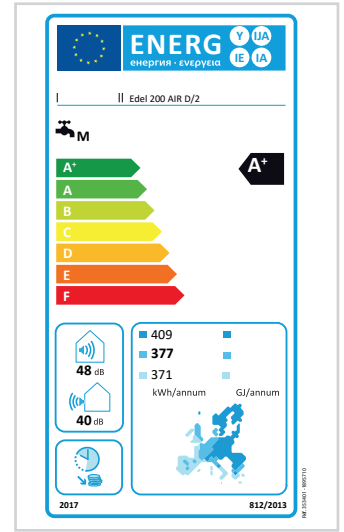 ENERG
енергия · ενεργεια
Y IJA
IE IA
I II Edel 200 AIR D/2
M
A+
A
B
C
D
E
F
A+
48 dB
40 dB
409
377
371
kWh/annum GJ/annum
2017 812/2013